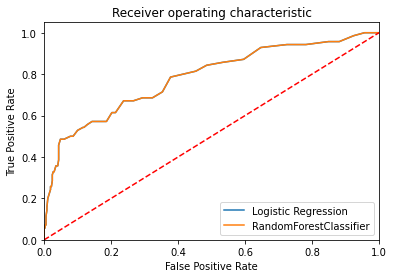 Receiver operating characteristic
True Positive Rate
1.0
0.8
0.6
0.4
0.2
0.0
Logistic Regression
RandomForestClassifier
0.0 0.2 0.4 0.6 0.8 1.0
False Positive Rate